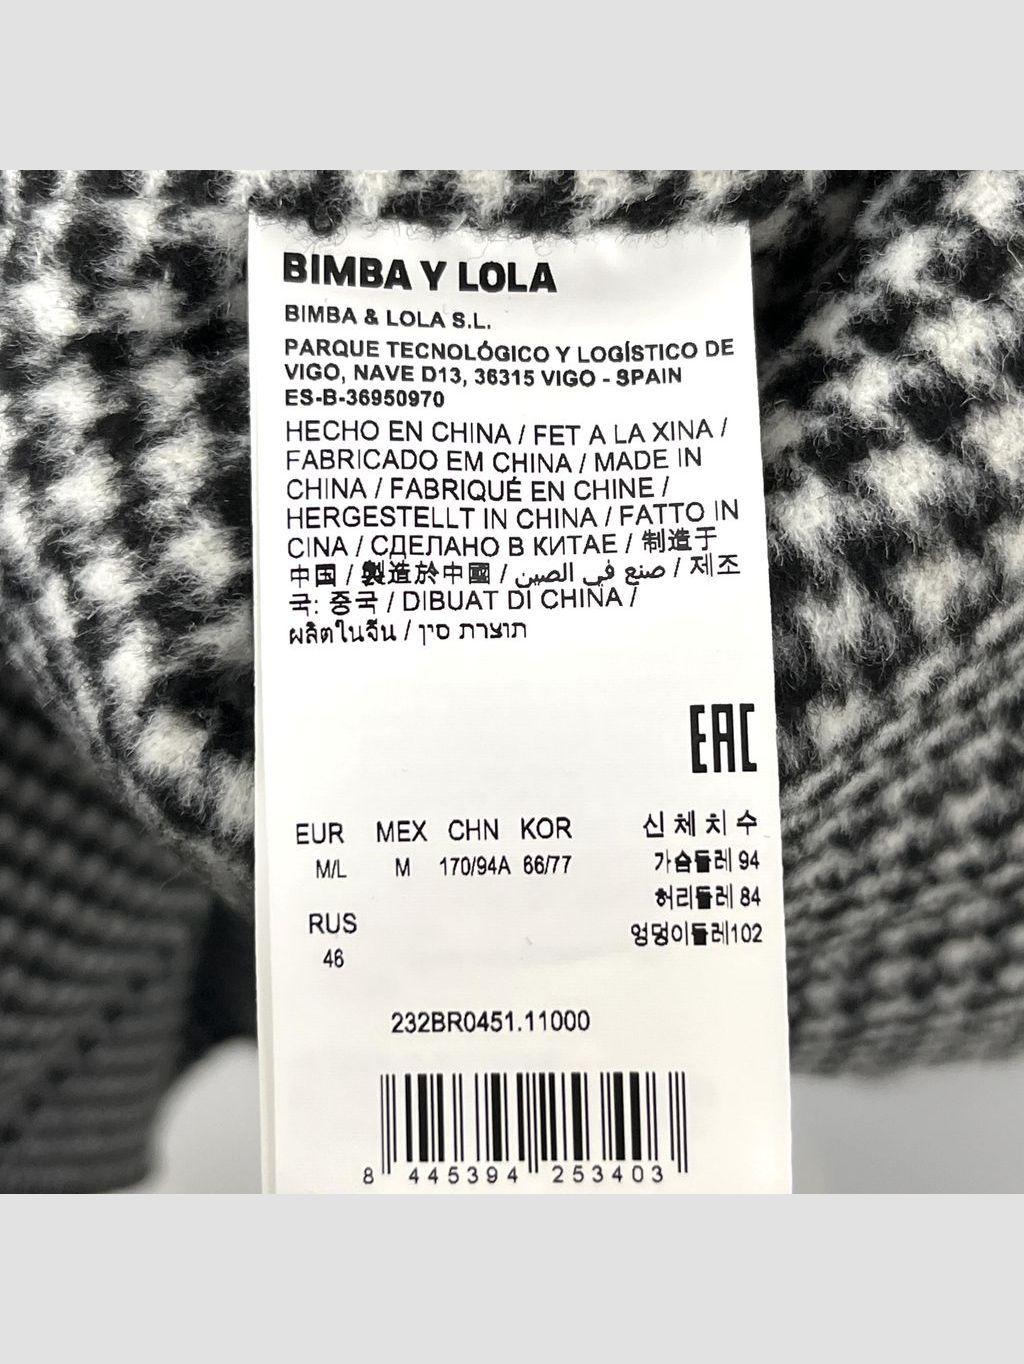 BIMBA Y LOLA
BIMBA & LOLA S.L.
PARQUE TECNOLÓGICO Y LOGÍSTICO DE
VIGO, NAVE D13, 36315 VIGO - SPAIN
ES-B-36950970
HECHO EN CHINA / FET A LA XINA /
FABRICADO EM CHINA / MADE IN
CHINA / FABRIQUÉ EN CHINE /
HERGESTELLT IN CHINA / FATTO IN
CINA / СДЕЛАНО В КИТАЕ / 制造于
中国 / 製造於中國 / صنع في الصين / 제조
국: 중국 / DIBUAT DI CHINA /
ผลิตในจีน / תוצרת סין
EAC
EUR MEX CHN KOR 신체치수
M/L M 170/94A 66/77 가슴둘레 94
허리둘레 84
RUS 엉덩이둘레102
46
232BR0451.11000
8 445394 253403